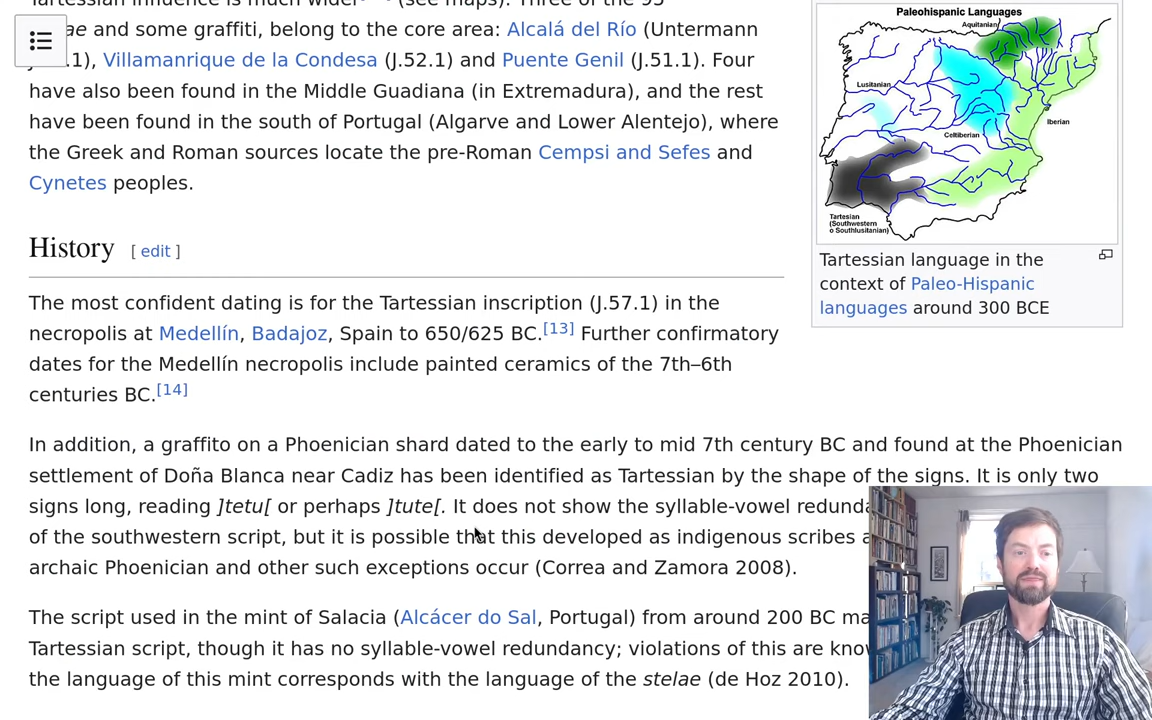 Tartessian influence is much wider (see maps). Three of the 95
ae and some graffiti, belong to the core area: Alcalá del Río (Untermann
.1), Villamanrique de la Condesa (J.52.1) and Puente Genil (J.51.1). Four
have also been found in the Middle Guadiana (in Extremadura), and the rest
have been found in the south of Portugal (Algarve and Lower Alentejo), where
the Greek and Roman sources locate the pre-Roman Cempsi and Sefes and
Cynetes peoples.
History [ edit ]
The most confident dating is for the Tartessian inscription (J.57.1) in the
necropolis at Medellín, Badajoz, Spain to 650/625 BC.[13] Further confirmatory
dates for the Medellín necropolis include painted ceramics of the 7th–6th
centuries BC.[14]
In addition, a graffito on a Phoenician shard dated to the early to mid 7th century BC and found at the Phoenician
settlement of Doña Blanca near Cadiz has been identified as Tartessian by the shape of the signs. It is only two
signs long, reading ]tetu[ or perhaps ]tute[. It does not show the syllable-vowel redunda
of the southwestern script, but it is possible that this developed as indigenous scribes a
archaic Phoenician and other such exceptions occur (Correa and Zamora 2008).
The script used in the mint of Salacia (Alcácer do Sal, Portugal) from around 200 BC ma
Tartessian script, though it has no syllable-vowel redundancy; violations of this are know
the language of this mint corresponds with the language of the stelae (de Hoz 2010).
Paleohispanic Languages
Aquitanian
Lusitanian
Iberian
Celtiberian
Tartesian
(Southwestern
o Southlusitanian)
Tartessian language in the
context of Paleo-Hispanic
languages around 300 BCE